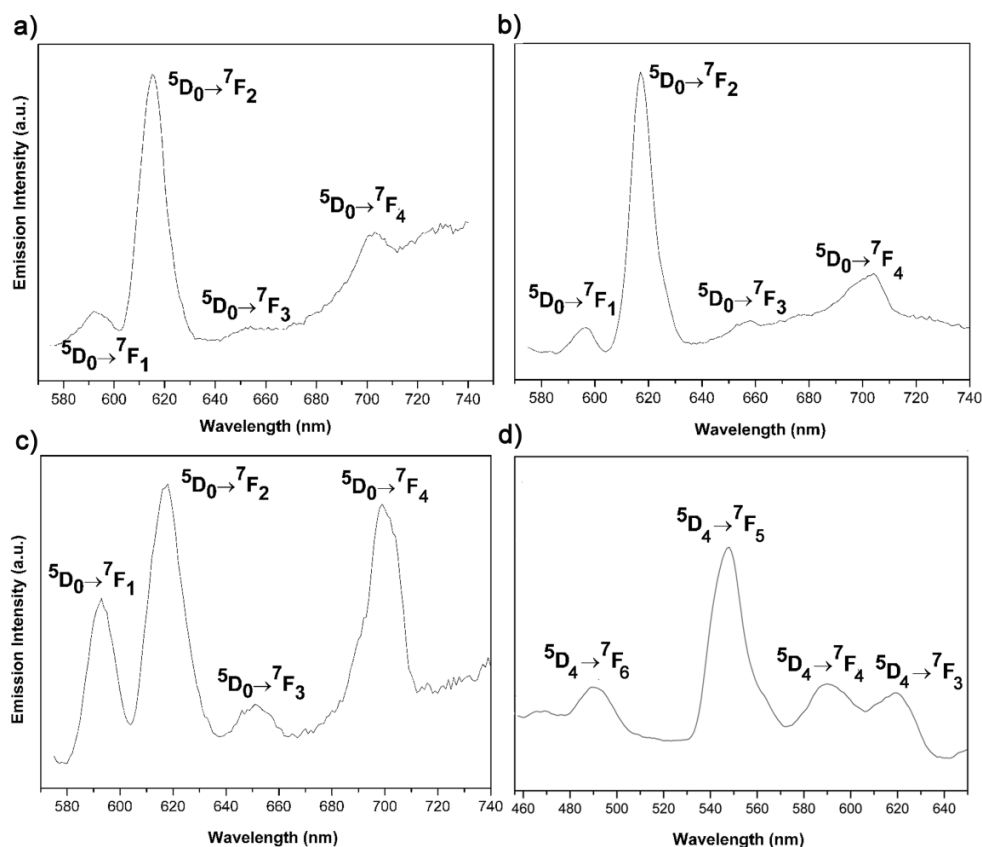 a)
⁵D₀→⁷F₂
⁵D₀→⁷F₄
⁵D₀→⁷F₃
⁵D₀→⁷F₁
Emission Intensity (a.u.)
580 600 620 640 660 680 700 720 740
Wavelength (nm)
b)
⁵D₀→⁷F₂
⁵D₀→⁷F₄
⁵D₀→⁷F₁
⁵D₀→⁷F₃
580 600 620 640 660 680 700 720 740
Wavelength (nm)
c)
⁵D₀→⁷F₂
⁵D₀→⁷F₄
⁵D₀→⁷F₁
⁵D₀→⁷F₃
Emission Intensity (a.u.)
580 600 620 640 660 680 700 720 740
Wavelength (nm)
d)
⁵D₄→⁷F₅
⁵D₄→⁷F₆
⁵D₄→⁷F₄
⁵D₄→⁷F₃
460 480 500 520 540 560 580 600 620 640
Wavelength (nm)